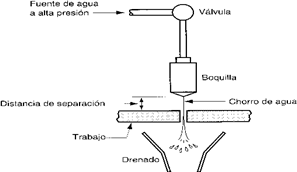 Fuente de agua
a alta presión
Válvula
Boquilla
Distancia de separación
Chorro de agua
Trabajo
Drenado